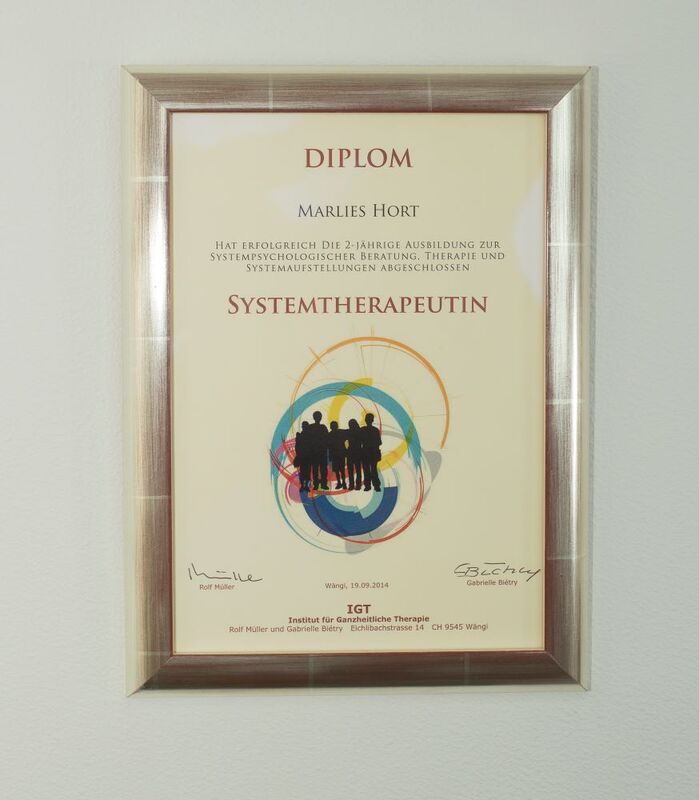 DIPLOM
MARLIES HORT
HAT ERFOLGREICH DIE 2-JÄHRIGE AUSBILDUNG ZUR
SYSTEMPSYCHOLOGISCHER BERATUNG, THERAPIE UND
SYSTEMAUFSTELLUNGEN ABGESCHLOSSEN
SYSTEMTHERAPEUTIN
Rolf Müller
Wängi, 19.09.2014
Gabrielle Biétry
IGT
Institut für Ganzheitliche Therapie
Rolf Müller und Gabrielle Biétry Eichlibachstrasse 14 CH 9545 Wängi